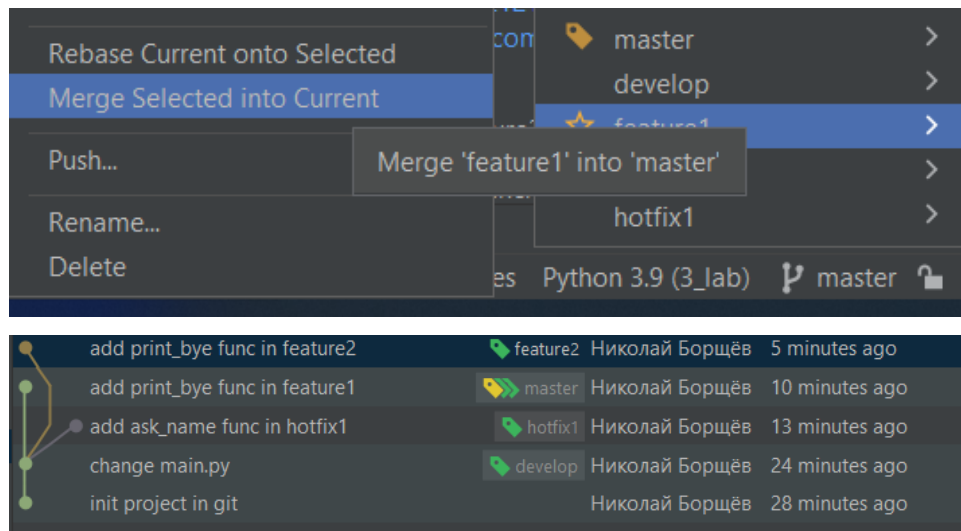 Rebase Current onto Selected
Merge Selected into Current
Push...
Rename...
Delete
master
develop
feature1
Merge 'feature1' into 'master'
hotfix1
Python 3.9 (3_lab) master
add print_bye func in feature2 feature2 Николай Борщёв 5 minutes ago
add print_bye func in feature1 master Николай Борщёв 10 minutes ago
add ask_name func in hotfix1 hotfix1 Николай Борщёв 13 minutes ago
change main.py develop Николай Борщёв 24 minutes ago
init project in git Николай Борщёв 28 minutes ago